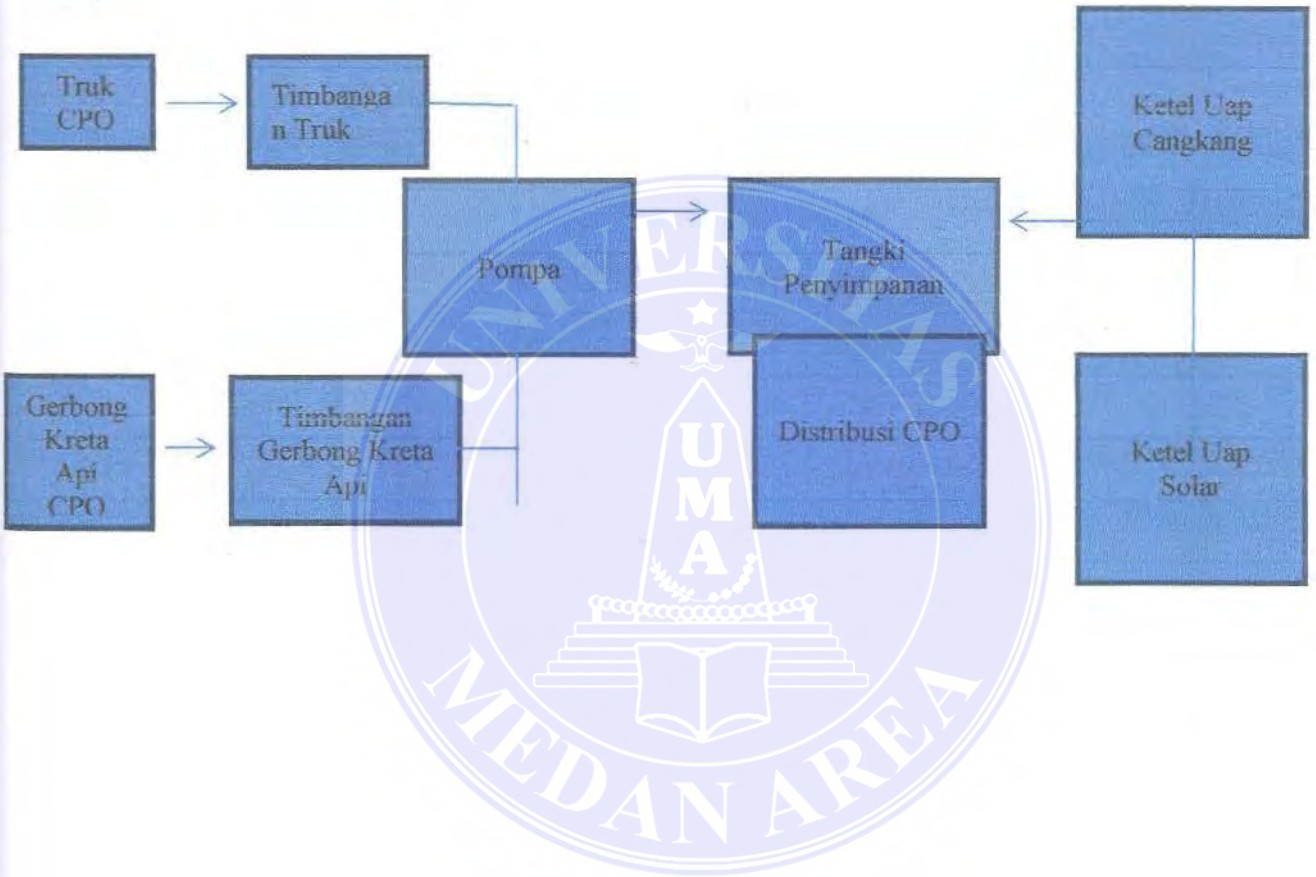 Truk
CPO
Timbanga
n Truk
Ketel Uap
Cangkang
Pompa
Tangki
Penyimpanan
Gerbong
Kreta
Api
CPO
Timbangan
Gerbong Kreta
Api
Distribusi CPO
Ketel Uap
Solar
UNIVERSITAS
MEDAN AREA
U
M
A